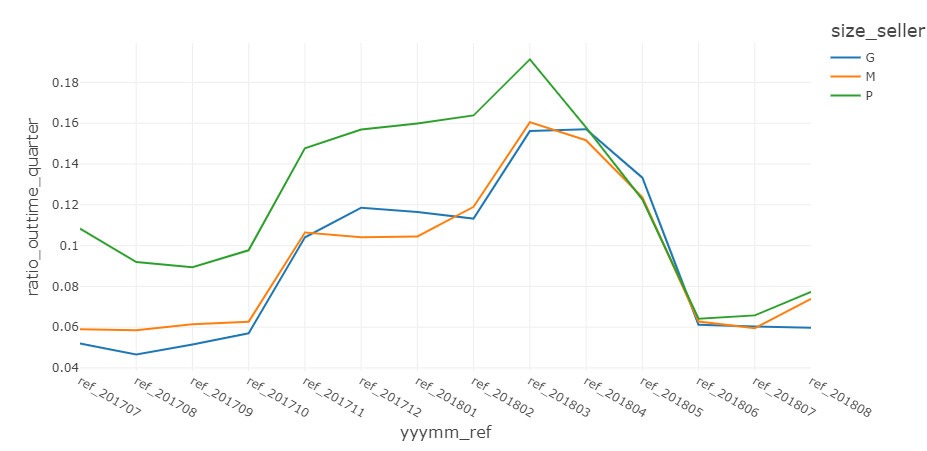 size_seller
G
M
P
ratio_outtime_quarter
0.18
0.16
0.14
0.12
0.1
0.08
0.06
0.04
ref_201707
ref_201708
ref_201709
ref_201710
ref_201711
ref_201712
ref_201801
ref_201802
ref_201803
ref_201804
ref_201805
ref_201806
ref_201807
ref_201808
yyymm_ref